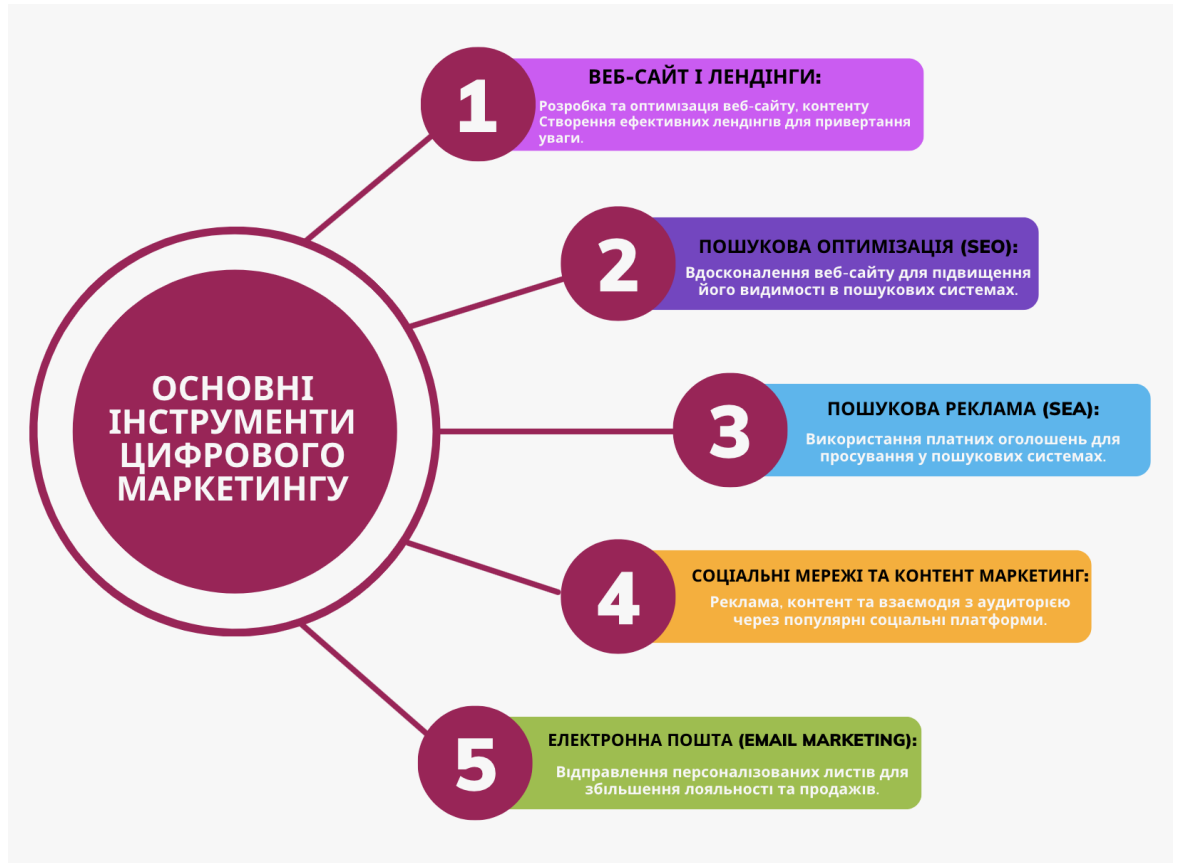 ОСНОВНІ
ІНСТРУМЕНТИ
ЦИФРОВОГО
МАРКЕТИНГУ
1
ВЕБ-САЙТ І ЛЕНДІНГИ:
Розробка та оптимізація веб-сайту, контенту
Створення ефективних лендінгів для привертання
уваги.
2
ПОШУКОВА ОПТИМІЗАЦІЯ (SEO):
Вдосконалення веб-сайту для підвищення
його видимості в пошукових системах.
3
ПОШУКОВА РЕКЛАМА (SEA):
Використання платних оголошень для
просування у пошукових системах.
4
СОЦІАЛЬНІ МЕРЕЖІ ТА КОНТЕНТ МАРКЕТИНГ:
Реклама, контент та взаємодія з аудиторією
через популярні соціальні платформи.
5
ЕЛЕКТРОННА ПОШТА (EMAIL MARKETING):
Відправлення персоналізованих листів для
збільшення лояльності та продажів.